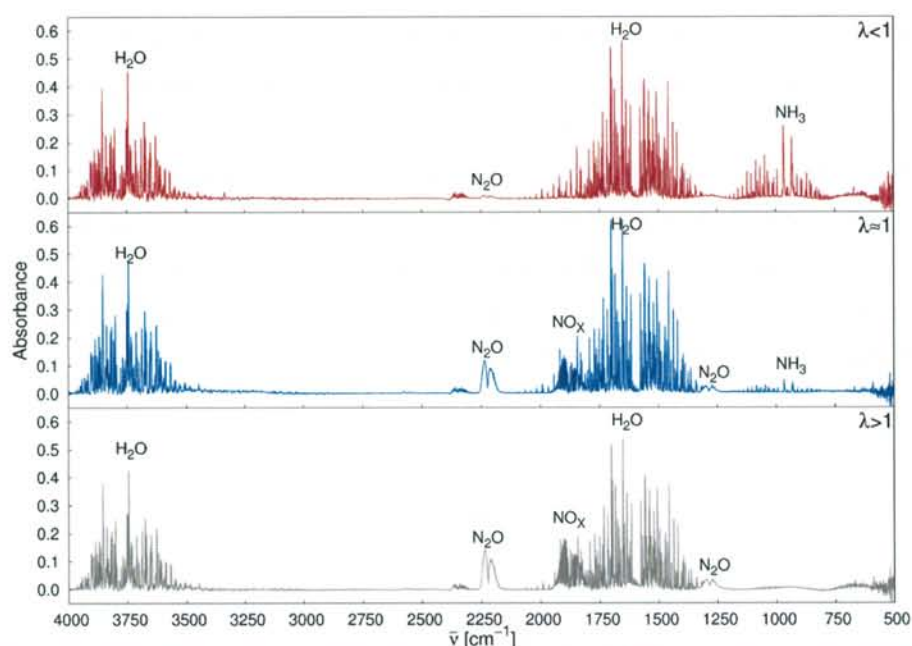 0.6
0.5
0.4
0.3
0.2
0.1
0.0
H₂O
N₂O
H₂O
NH₃
λ<1
0.6
0.5
0.4
0.3
0.2
0.1
0.0
H₂O
N₂O
NOₓ
H₂O
N₂O
NH₃
λ≈1
0.6
0.5
0.4
0.3
0.2
0.1
0.0
H₂O
N₂O
NOₓ
H₂O
N₂O
λ>1
Absorbance
4000 3750 3500 3250 3000 2750 2500 2250 2000 1750 1500 1250 1000 750 500
ν̄ [cm⁻¹]